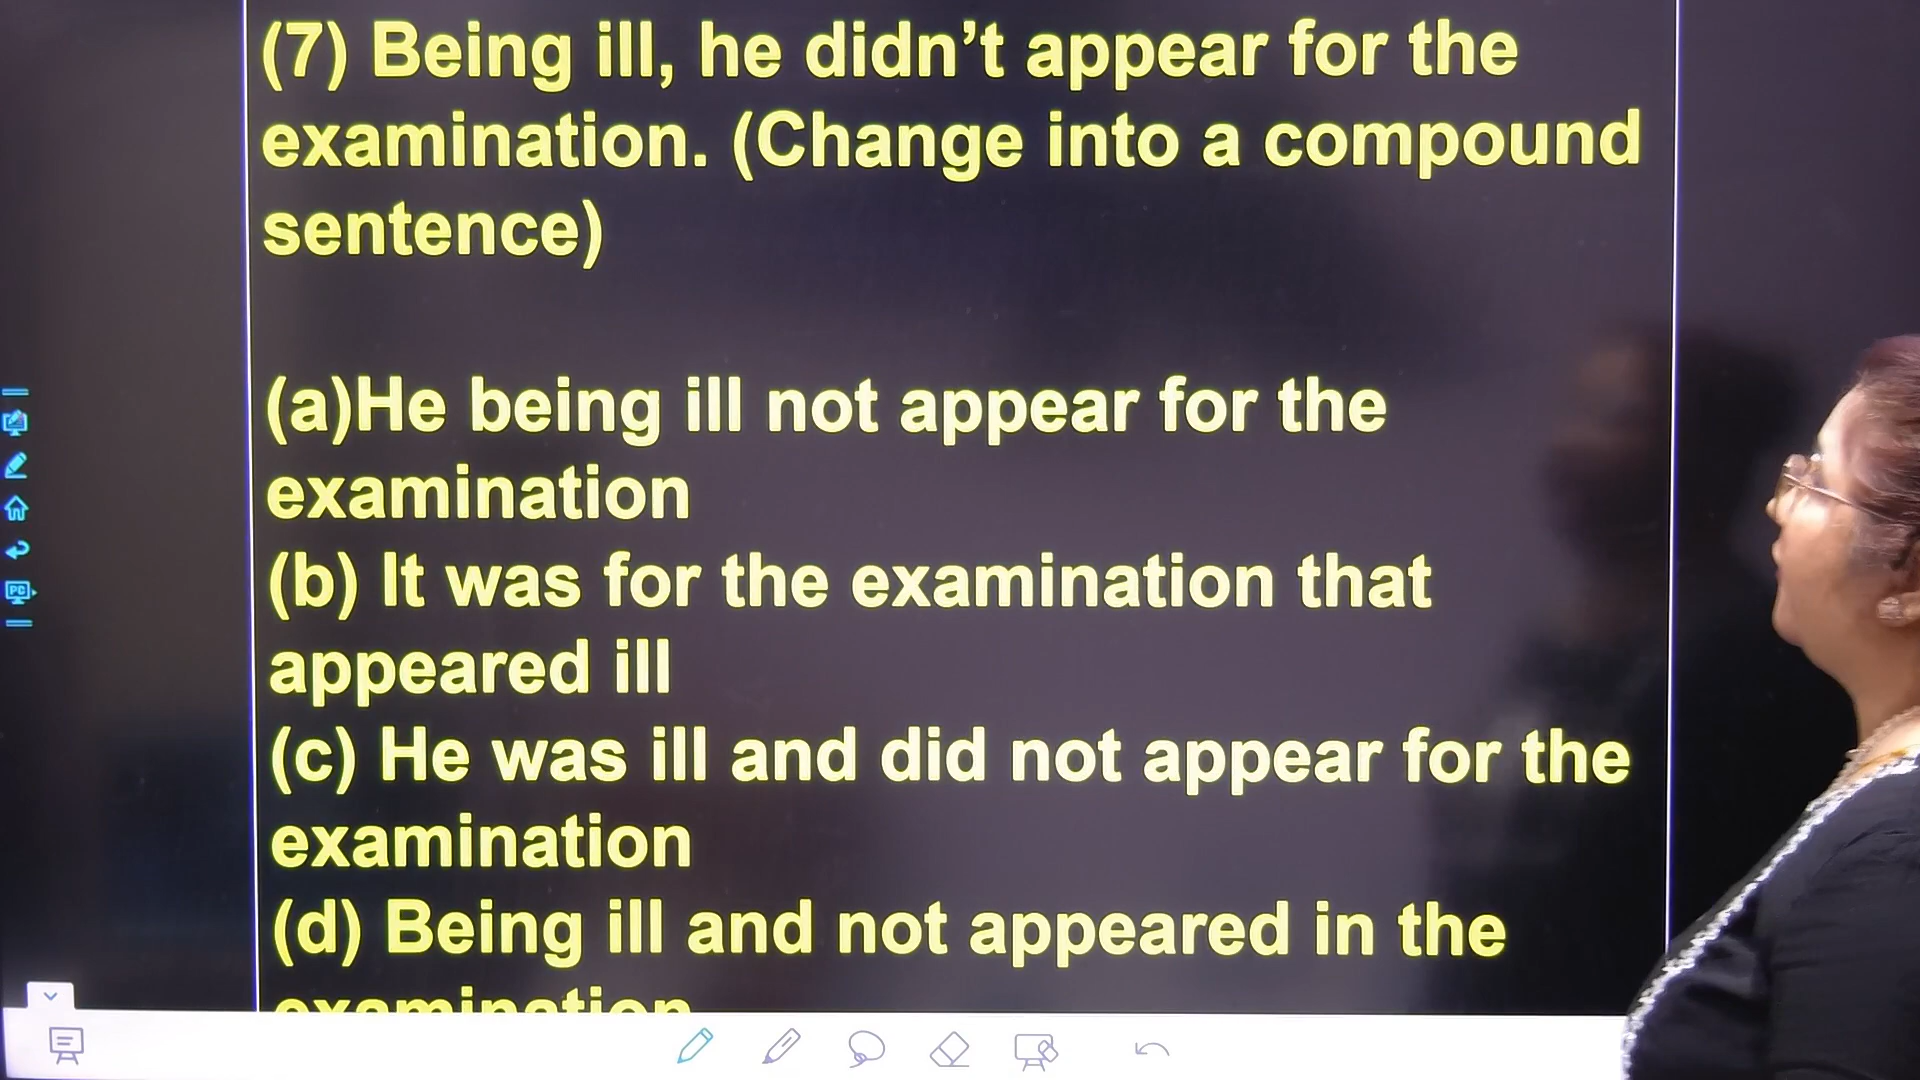 (7) Being ill, he didn’t appear for the
examination. (Change into a compound
sentence)
(a)He being ill not appear for the
examination
(b) It was for the examination that
appeared ill
(c) He was ill and did not appear for the
examination
(d) Being ill and not appeared in the
examination
PC